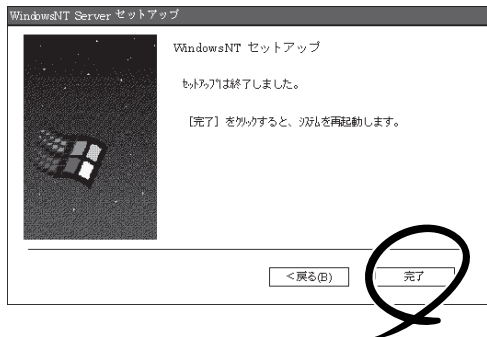 WindowsNT Server セットアップ
WindowsNT セットアップ
ｾｯﾄｱｯﾌﾟは終了しました。
［完了］をｸﾘｯｸすると、ｼｽﾃﾑを再起動します。
<戻る(B)
完了